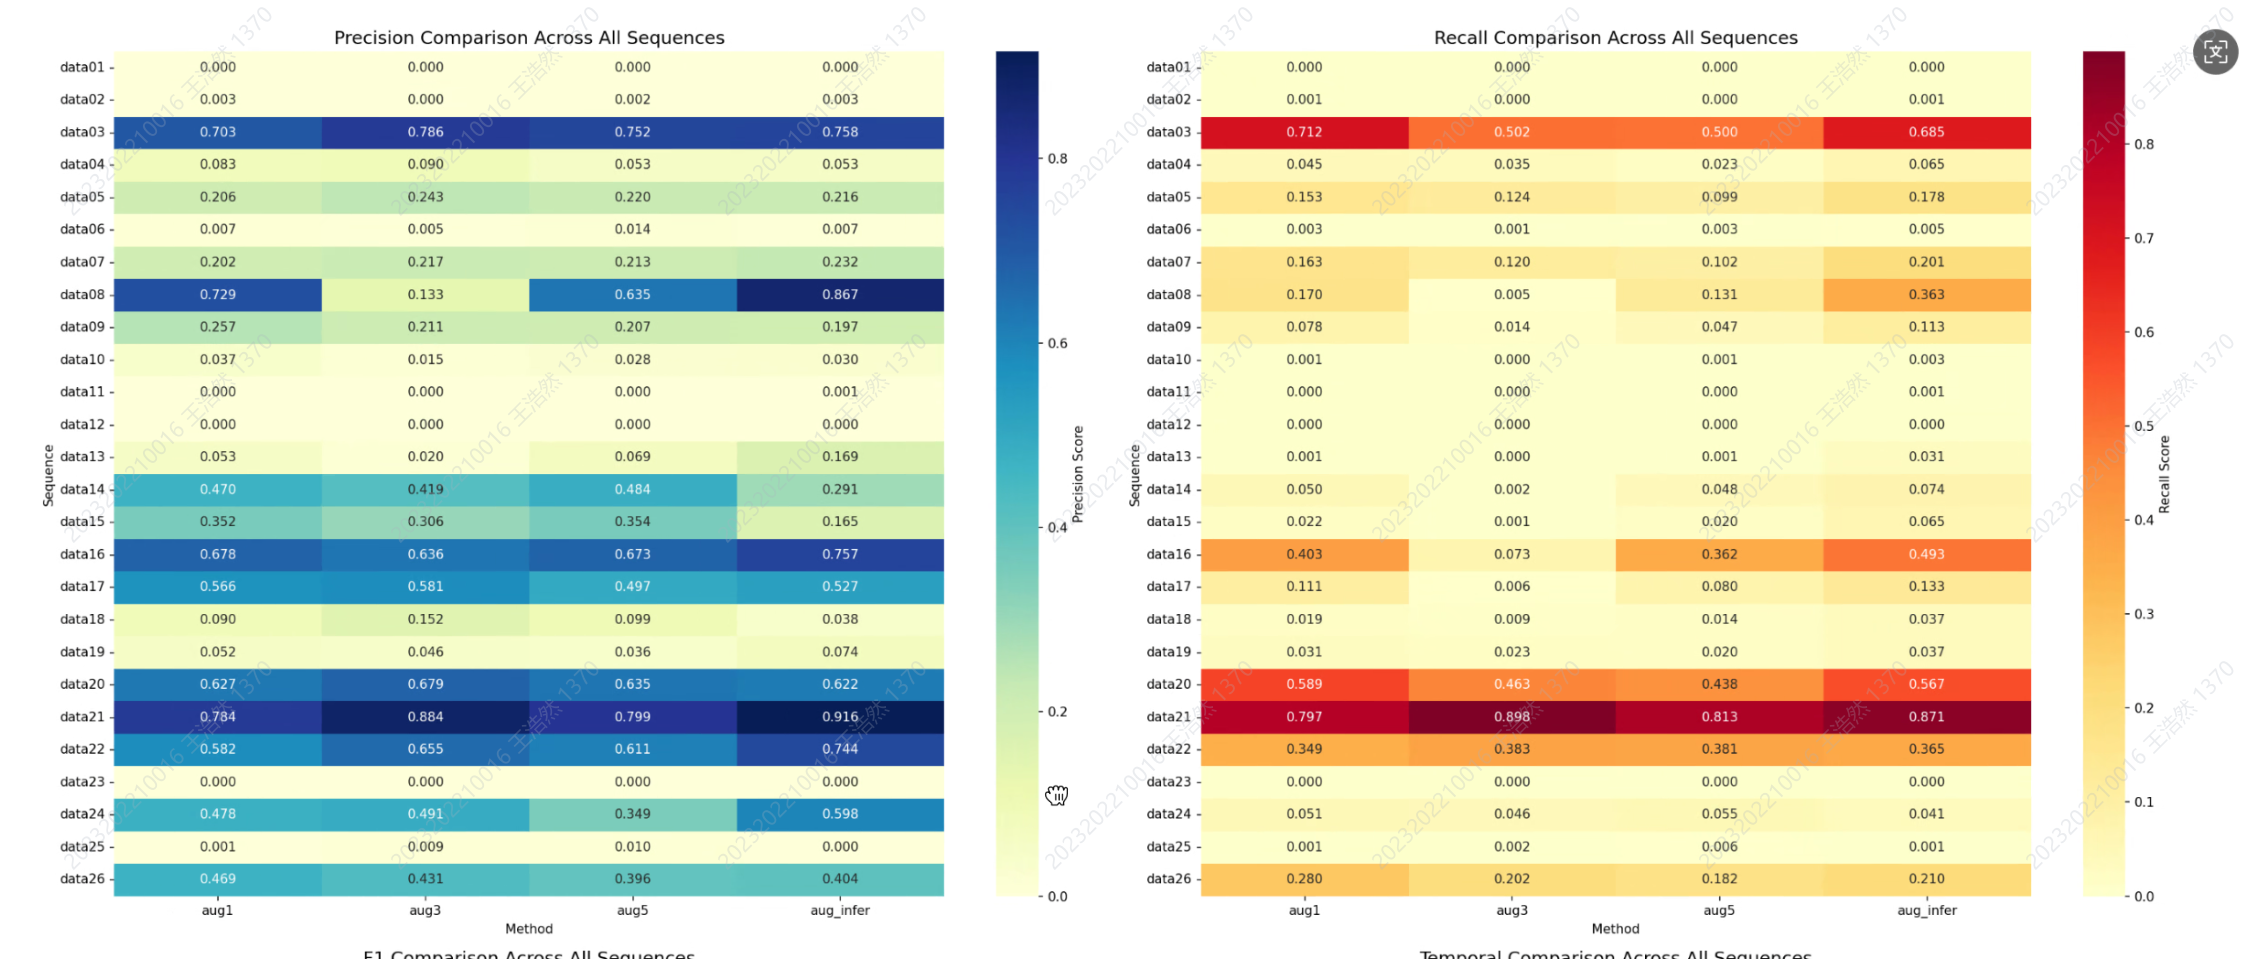 Precision Comparison Across All Sequences
data01 0.000 0.000 0.000 0.000
data02 0.003 0.000 0.002 0.003
data03 0.703 0.786 0.752 0.758
data04 0.083 0.090 0.053 0.053
data05 0.206 0.243 0.220 0.216
data06 0.007 0.005 0.014 0.007
data07 0.202 0.217 0.213 0.232
data08 0.729 0.133 0.635 0.867
data09 0.257 0.211 0.207 0.197
data10 0.037 0.015 0.028 0.030
data11 0.000 0.000 0.000 0.001
data12 0.000 0.000 0.000 0.000
data13 0.053 0.020 0.069 0.169
data14 0.470 0.419 0.484 0.291
data15 0.352 0.306 0.354 0.165
data16 0.678 0.636 0.673 0.757
data17 0.566 0.581 0.497 0.527
data18 0.090 0.152 0.099 0.038
data19 0.052 0.046 0.036 0.074
data20 0.627 0.679 0.635 0.622
data21 0.784 0.884 0.799 0.916
data22 0.582 0.655 0.611 0.744
data23 0.000 0.000 0.000 0.000
data24 0.478 0.491 0.349 0.598
data25 0.001 0.009 0.010 0.000
data26 0.469 0.431 0.396 0.404
aug1 aug3 aug5 aug_infer
Method
Sequence
0.8
0.6
0.4
0.2
0.0
Precision Score
Recall Comparison Across All Sequences
data01 0.000 0.000 0.000 0.000
data02 0.001 0.000 0.000 0.001
data03 0.712 0.502 0.500 0.685
data04 0.045 0.035 0.023 0.065
data05 0.153 0.124 0.099 0.178
data06 0.003 0.001 0.003 0.005
data07 0.163 0.120 0.102 0.201
data08 0.170 0.005 0.131 0.363
data09 0.078 0.014 0.047 0.113
data10 0.001 0.000 0.001 0.003
data11 0.000 0.000 0.000 0.001
data12 0.000 0.000 0.000 0.000
data13 0.001 0.000 0.001 0.031
data14 0.050 0.002 0.048 0.074
data15 0.022 0.001 0.020 0.065
data16 0.403 0.073 0.362 0.493
data17 0.111 0.006 0.080 0.133
data18 0.019 0.009 0.014 0.037
data19 0.031 0.023 0.020 0.037
data20 0.589 0.463 0.438 0.567
data21 0.797 0.898 0.813 0.871
data22 0.349 0.383 0.381 0.365
data23 0.000 0.000 0.000 0.000
data24 0.051 0.046 0.055 0.041
data25 0.001 0.002 0.006 0.001
data26 0.280 0.202 0.182 0.210
aug1 aug3 aug5 aug_infer
Method
Sequence
0.8
0.7
0.6
0.5
0.4
0.3
0.2
0.1
0.0
Recall Score
F1 Comparison Across All Sequences
Temporal Comparison Across All Sequences
202320221 0016 王浩然 1370
文